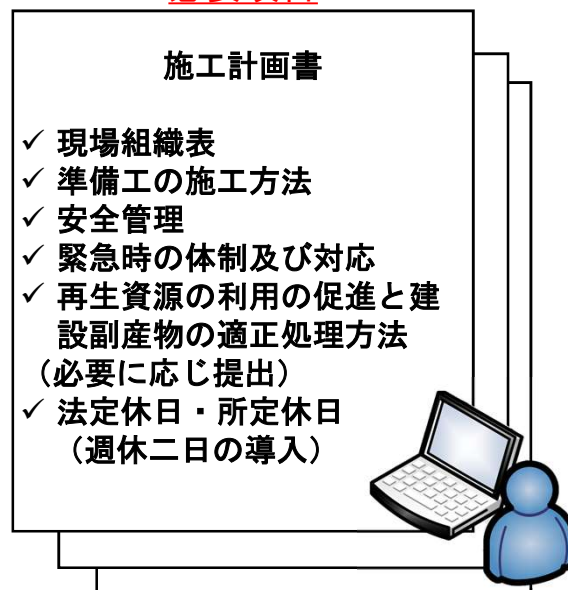 施工計画書
✓ 現場組織表
✓ 準備工の施工方法
✓ 安全管理
✓ 緊急時の体制及び対応
✓ 再生資源の利用の促進と建
設副産物の適正処理方法
（必要に応じ提出）
✓ 法定休日・所定休日
（週休二日の導入）